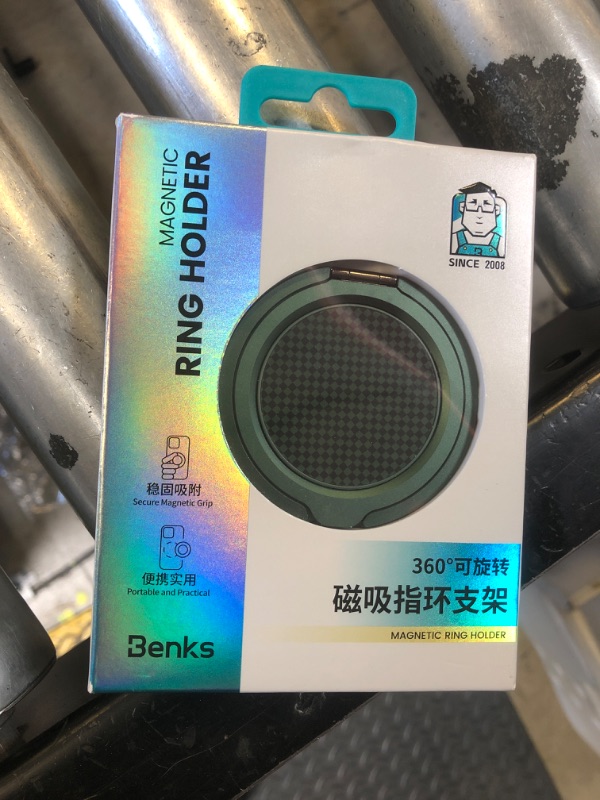 MAGNETIC
RING HOLDER
SINCE 2008
稳固吸附
Secure Magnetic Grip
便携实用
Portable and Practical
Benks
360°可旋转
磁吸指环支架
MAGNETIC RING HOLDER